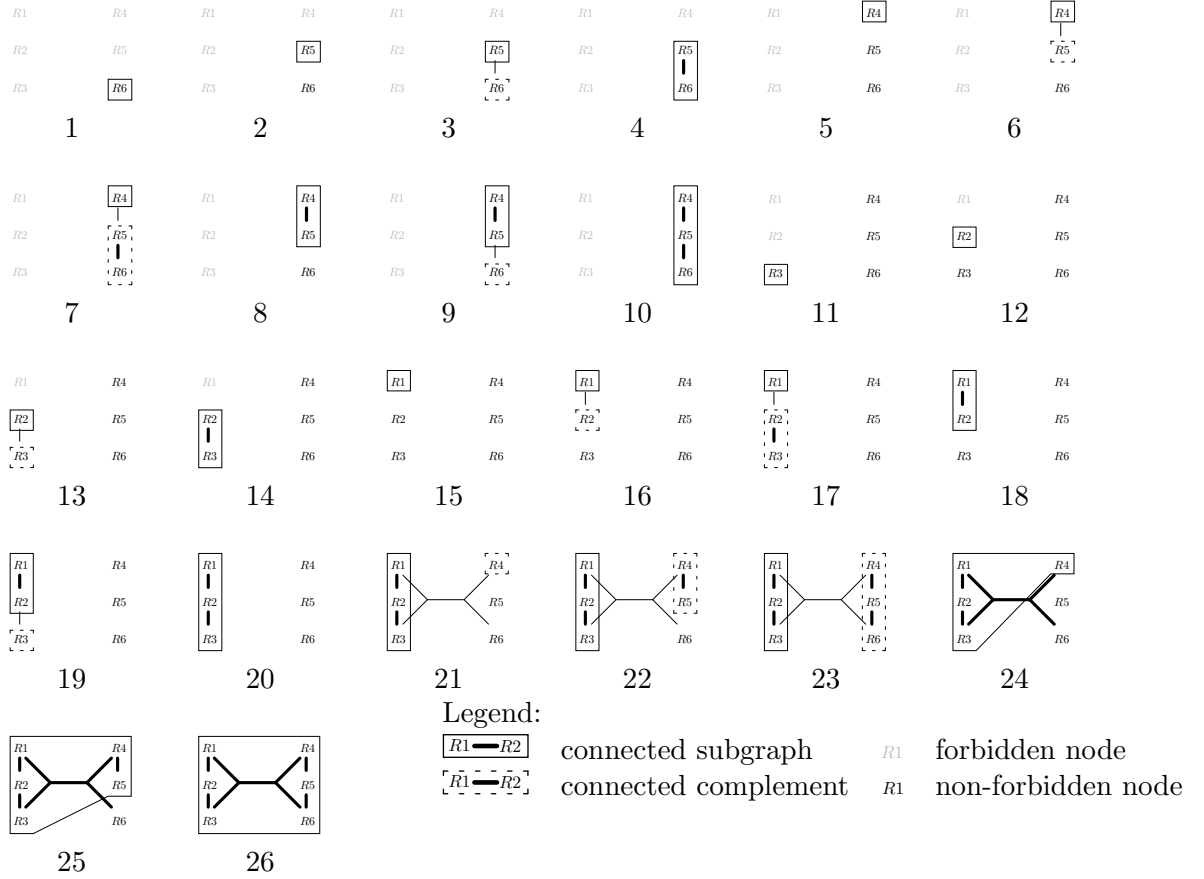 R1 R4 R1 R4 R1 R4 R1 R4 R1 R4 R1 R4
R2 R5 R2 R5 R2 R5 R2 R5 R2 R5 R2 R5
R3 R6 R3 R6 R3 R6 R3 R6 R3 R6 R3 R6
1 2 3 4 5 6
R1 R4 R1 R4 R1 R4 R1 R4 R1 R4 R1 R4
R2 R5 R2 R5 R2 R5 R2 R5 R2 R5 R2 R5
R3 R6 R3 R6 R3 R6 R3 R6 R3 R6 R3 R6
7 8 9 10 11 12
R1 R4 R1 R4 R1 R4 R1 R4 R1 R4 R1 R4
R2 R5 R2 R5 R2 R5 R2 R5 R2 R5 R2 R5
R3 R6 R3 R6 R3 R6 R3 R6 R3 R6 R3 R6
13 14 15 16 17 18
R1 R4 R1 R4 R1 R4 R1 R4 R1 R4 R1 R4
R2 R5 R2 R5 R2 R5 R2 R5 R2 R5 R2 R5
R3 R6 R3 R6 R3 R6 R3 R6 R3 R6 R3 R6
19 20 21 22 23 24
R1 R4 R1 R4
R2 R5 R2 R5
R3 R6 R3 R6
25 26
Legend:
R1 R2 connected subgraph R1 forbidden node
R1 R2 connected complement R1 non-forbidden node